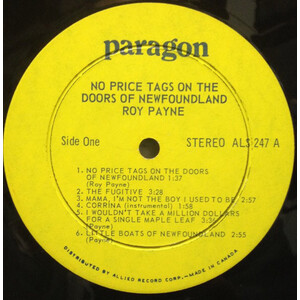 paragon
NO PRICE TAGS ON THE
DOORS OF NEWFOUNDLAND
ROY PAYNE
Side One
STEREO ALS 247 A
1. NO PRICE TAGS ON THE DOORS
OF NEWFOUNDLAND 1:37
(Ray Payne)
2. THE FUGITIVE 3:28
3. MAMA, I'M NOT THE BOY I USED TO BE 2:57
4. CORRINA (instrumental) 1:58
5. I WOULDN'T TAKE A MILLION DOLLARS
FOR A SINGLE MAPLE LEAF 3:36
(Payne)
6. LITTLE BOATS OF NEWFOUNDLAND 2:55
(Payne)
DISTRIBUTED BY ALLIED RECORD CORP.-MADE IN CANADA